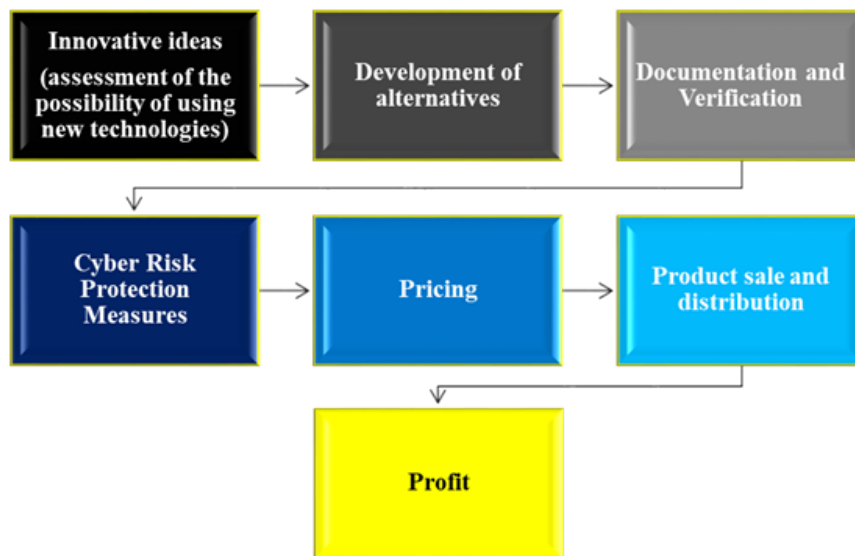 Innovative ideas
(assessment of the
possibility of using
new technologies)
Development of
alternatives
Documentation and
Verification
Cyber Risk
Protection
Measures
Pricing
Product sale and
distribution
Profit